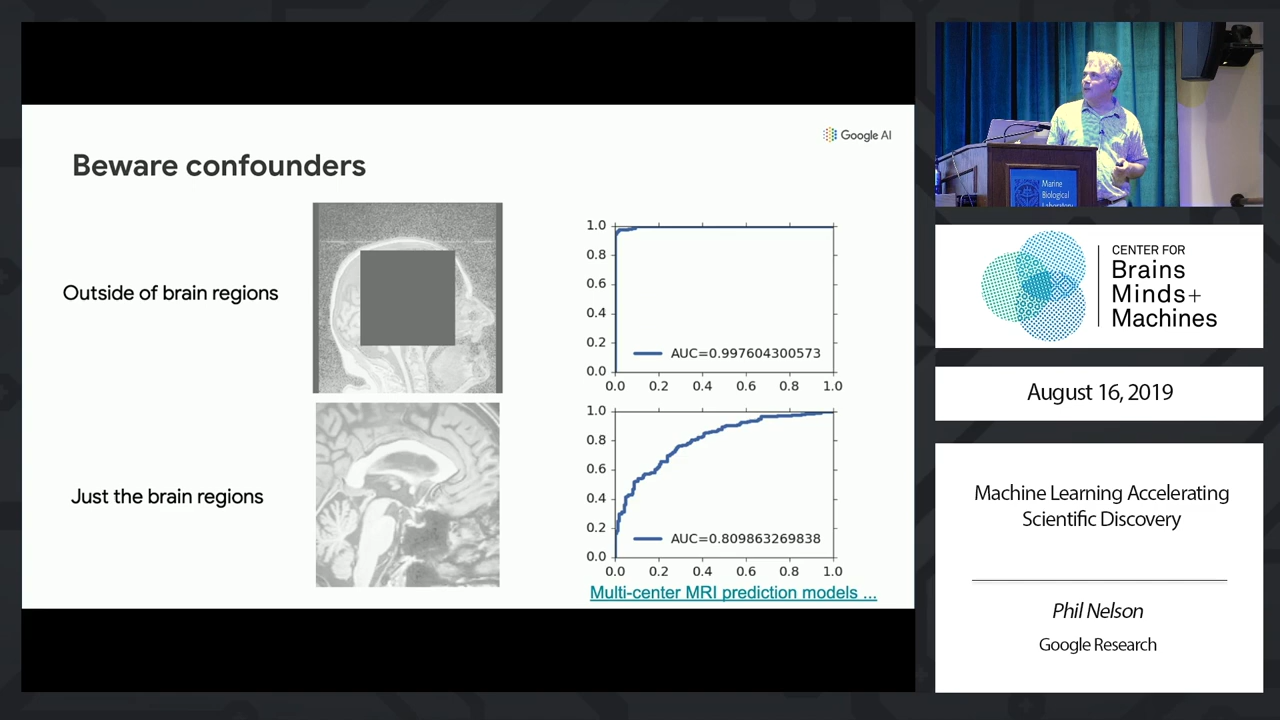 Google AI
Beware confounders
Outside of brain regions
1.0
0.8
0.6
0.4
0.2
0.0
AUC=0.997604300573
0.0 0.2 0.4 0.6 0.8 1.0
Just the brain regions
1.0
0.8
0.6
0.4
0.2
0.0
AUC=0.809863269838
0.0 0.2 0.4 0.6 0.8 1.0
Multi-center MRI prediction models ...
Marine
Biological
Laboratory
CENTER FOR
Brains
Minds+
Machines
August 16, 2019
Machine Learning Accelerating
Scientific Discovery
Phil Nelson
Google Research